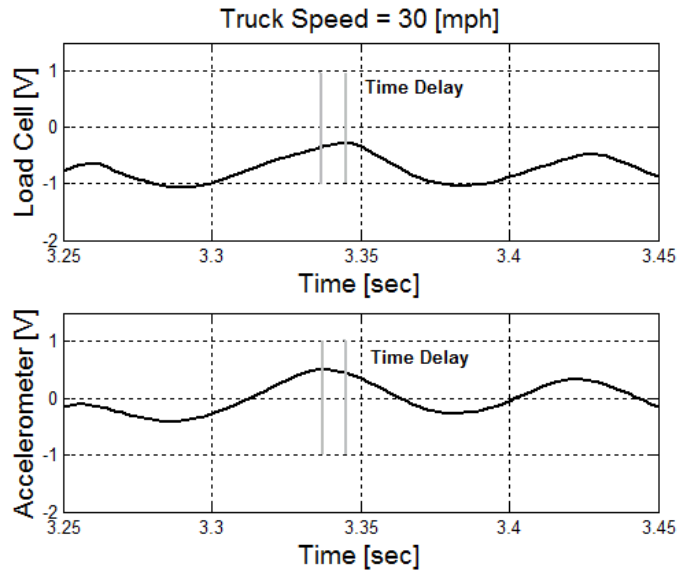 Truck Speed = 30 [mph]
Load Cell [V]
1
0
-1
-2
Time Delay
3.25
3.3
3.35
3.4
3.45
Time [sec]
Accelerometer [V]
1
0
-1
-2
Time Delay
3.25
3.3
3.35
3.4
3.45
Time [sec]